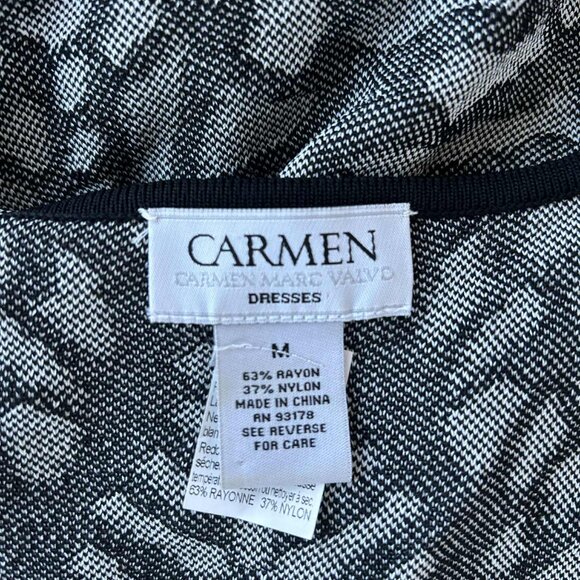 CARMEN
CARMEN MARC VALVO
DRESSES
M
63% RAYON
37% NYLON
MADE IN CHINA
RN 93178
SEE REVERSE
FOR CARE
63% RAYONNE 37% NYLON